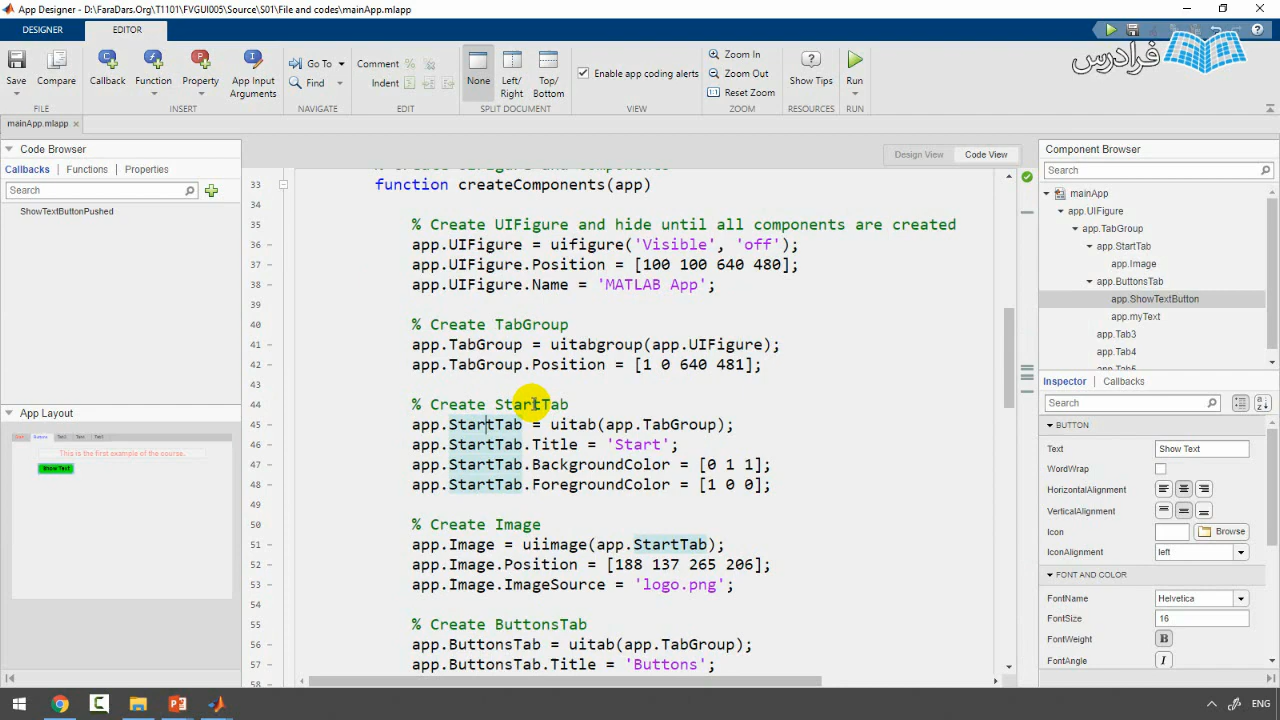 App Designer - D:\FaraDars.Org\T1101\FVGUI005\Source\S01\File and codes\mainApp.mlapp
DESIGNER
EDITOR
فرادرس
Save
Compare
Callback
Function
Property
App Input
Arguments
Go To
Find
Comment
Indent
None
Left/
Right
Top/
Bottom
Enable app coding alerts
Zoom In
Zoom Out
Reset Zoom
Show Tips
Run
FILE
INSERT
NAVIGATE
EDIT
SPLIT DOCUMENT
VIEW
ZOOM
RESOURCES
RUN
mainApp.mlapp
Code Browser
Callbacks
Functions
Properties
Search
ShowTextButtonPushed
App Layout
This is the first example of the course.
Show Text
Design View
Code View
33 function createComponents(app)
34
35 % Create UIFigure and hide until all components are created
36 app.UIFigure = uifigure('Visible', 'off');
37 app.UIFigure.Position = [100 100 640 480];
38 app.UIFigure.Name = 'MATLAB App';
39
40 % Create TabGroup
41 app.TabGroup = uitabgroup(app.UIFigure);
42 app.TabGroup.Position = [1 0 640 481];
43
44 % Create StartTab
45 app.StartTab = uitab(app.TabGroup);
46 app.StartTab.Title = 'Start';
47 app.StartTab.BackgroundColor = [0 1 1];
48 app.StartTab.ForegroundColor = [1 0 0];
49
50 % Create Image
51 app.Image = uiimage(app.StartTab);
52 app.Image.Position = [188 137 265 206];
53 app.Image.ImageSource = 'logo.png';
54
55 % Create ButtonsTab
56 app.ButtonsTab = uitab(app.TabGroup);
57 app.ButtonsTab.Title = 'Buttons';
58
Component Browser
Search
mainApp
app.UIFigure
app.TabGroup
app.StartTab
app.Image
app.ButtonsTab
app.ShowTextButton
app.myText
app.Tab3
app.Tab4
Inspector
Callbacks
Search
BUTTON
Text
Show Text
WordWrap
HorizontalAlignment
VerticalAlignment
Icon
Browse
IconAlignment
left
FONT AND COLOR
FontName
Helvetica
FontSize
16
FontWeight
B
FontAngle
I
ENG